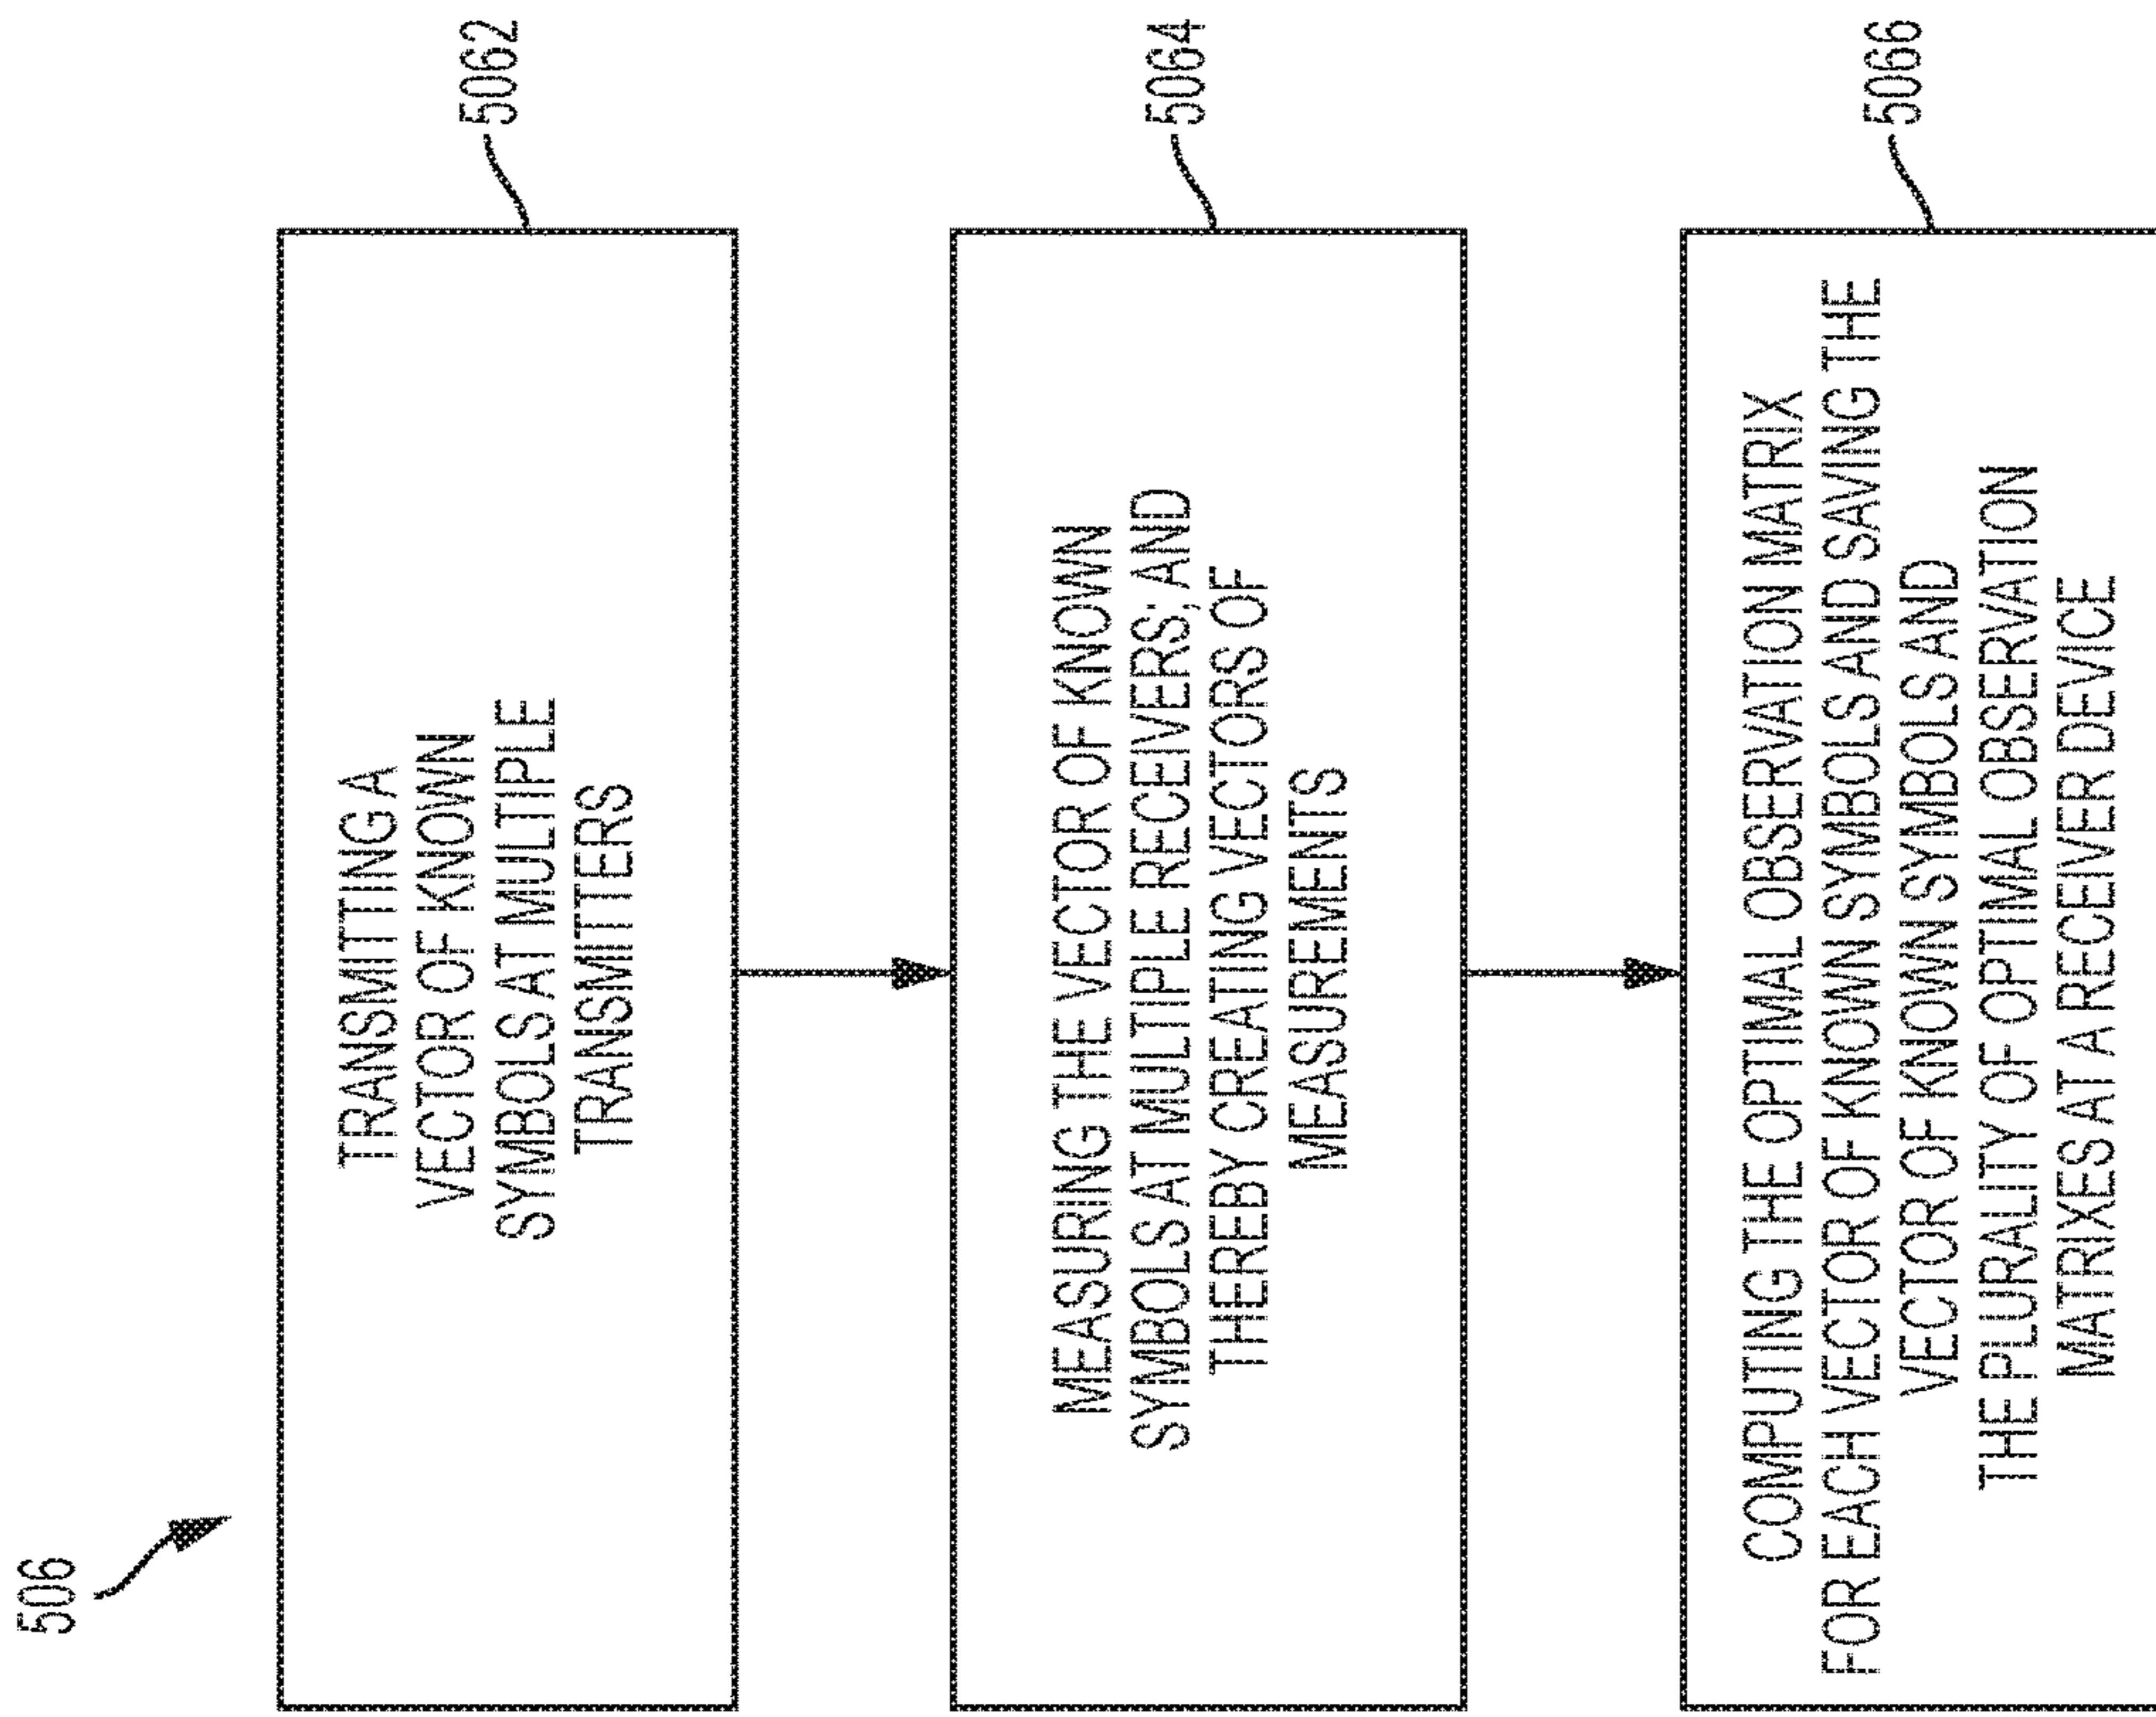 506
TRANSMITTING A
VECTOR OF KNOWN
SYMBOLS AT MULTIPLE
TRANSMITTERS
5062
MEASURING THE VECTOR OF KNOWN
SYMBOLS AT MULTIPLE RECEIVERS; AND
THEREBY CREATING VECTORS OF
MEASUREMENTS
5064
COMPUTING THE OPTIMAL OBSERVATION MATRIX
FOR EACH VECTOR OF KNOWN SYMBOLS AND SAVING THE
VECTOR OF KNOWN SYMBOLS AND
THE PLURALITY OF OPTIMAL OBSERVATION
MATRIXES AT A RECEIVER DEVICE
5066